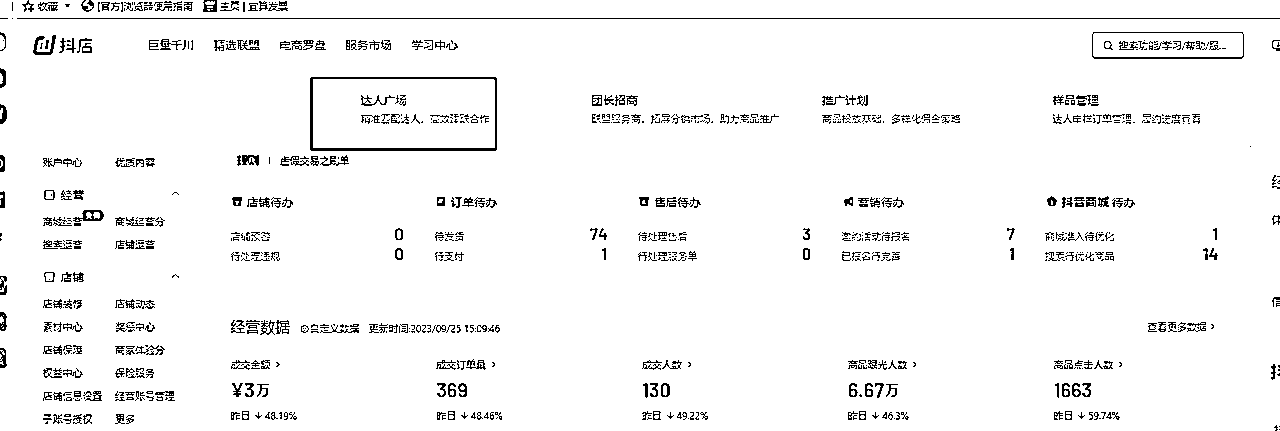 收藏 [官方]浏览器使用指南 主页
抖店 巨量千川 精选联盟 电商罗盘 服务市场 学习中心 搜索功能/学习/帮助/服...
达人广场 团长招商 推广计划 样品管理
精准匹配达人，高效建联合作 联盟服务商，拓展分销市场，助力商品推广 商品投放基础，多样化佣金策略 达人申样订单管理，履约进度可看
账户中心 优质内容 虚假交易之刷单
经营 店铺待办 订单待办 售后待办 营销待办 抖音商城 待办
商城经营 免费 商城经营分
店铺预警 0 待发货 74 待处理售后 3 邀约活动待报名 7 商城准入待优化 1
搜索运营 店铺运营
待处理违规 0 待支付 1 待处理服务单 0 已报名待完善 1 搜索待优化商品 14
店铺
店铺装修 店铺动态
素材中心 奖惩中心 经营数据 自定义数据 更新时间:2023/09/25 15:09:46 查看更多数据 >
店铺保障 商家体验分
权益中心 保险服务 成交金额 > 成交订单量 > 成交人数 > 商品曝光人数 > 商品点击人数 >
店铺信息设置 经营账号管理 ¥3万 369 130 6.67万 1663
子账号授权 更多 昨日 ↓ 48.19% 昨日 ↓ 48.46% 昨日 ↓ 49.22% 昨日 ↓ 46.3% 昨日 ↓ 59.74%